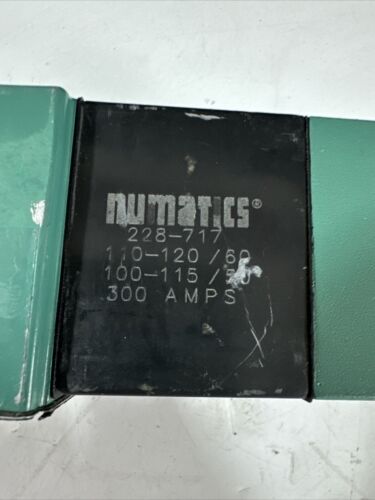 numatics®
228-717
110-120 /60
100-115 /50
.300 AMPS